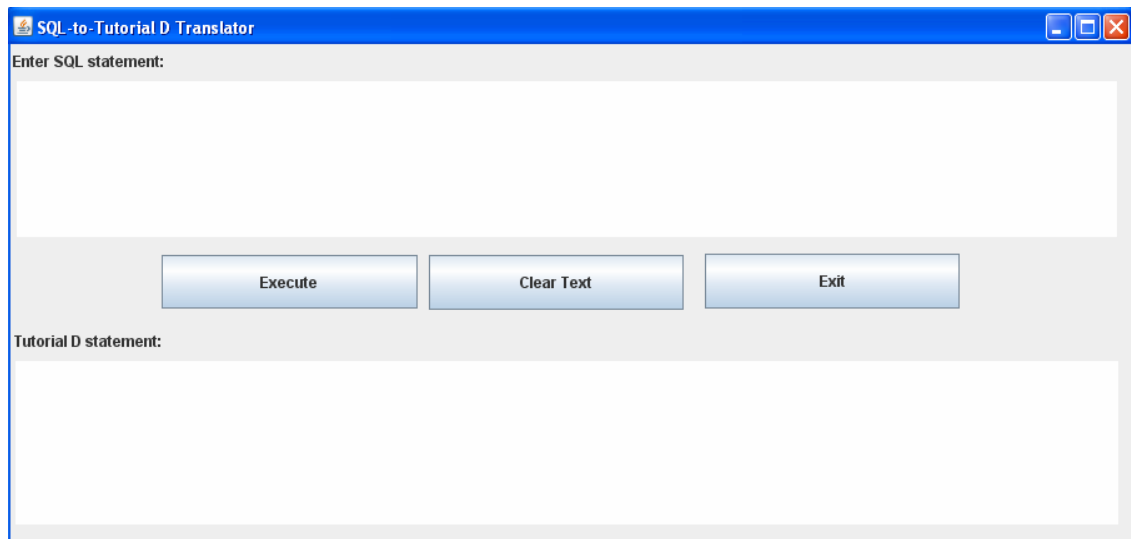 SQL-to-Tutorial D Translator
Enter SQL statement:
Execute Clear Text Exit
Tutorial D statement: